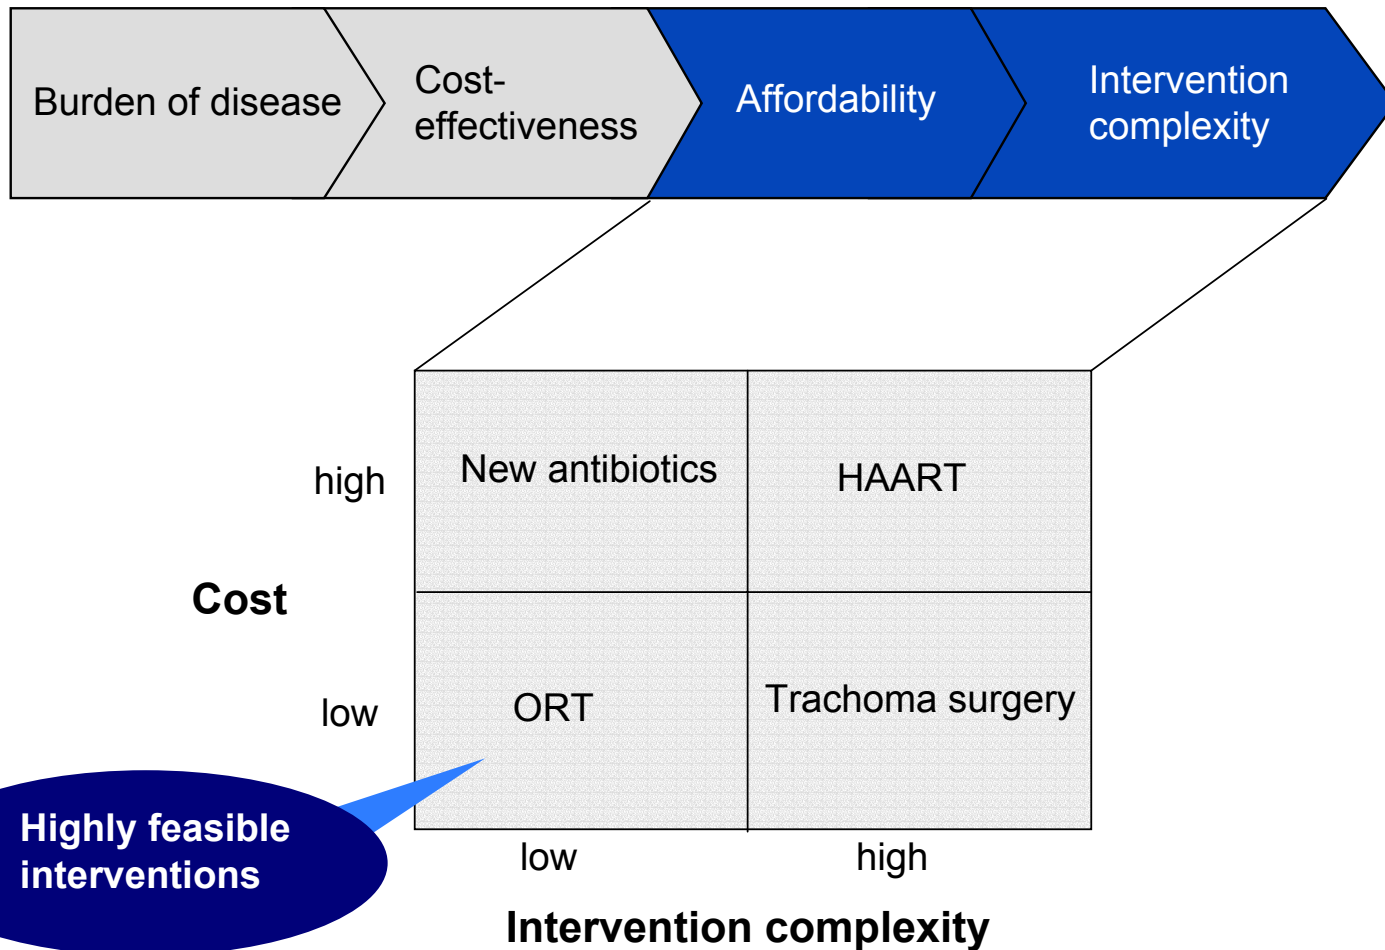 Burden of disease
Cost-
effectiveness
Affordability
Intervention
complexity
high
New antibiotics
HAART
Cost
low
ORT
Trachoma surgery
Highly feasible
interventions
low
high
Intervention complexity